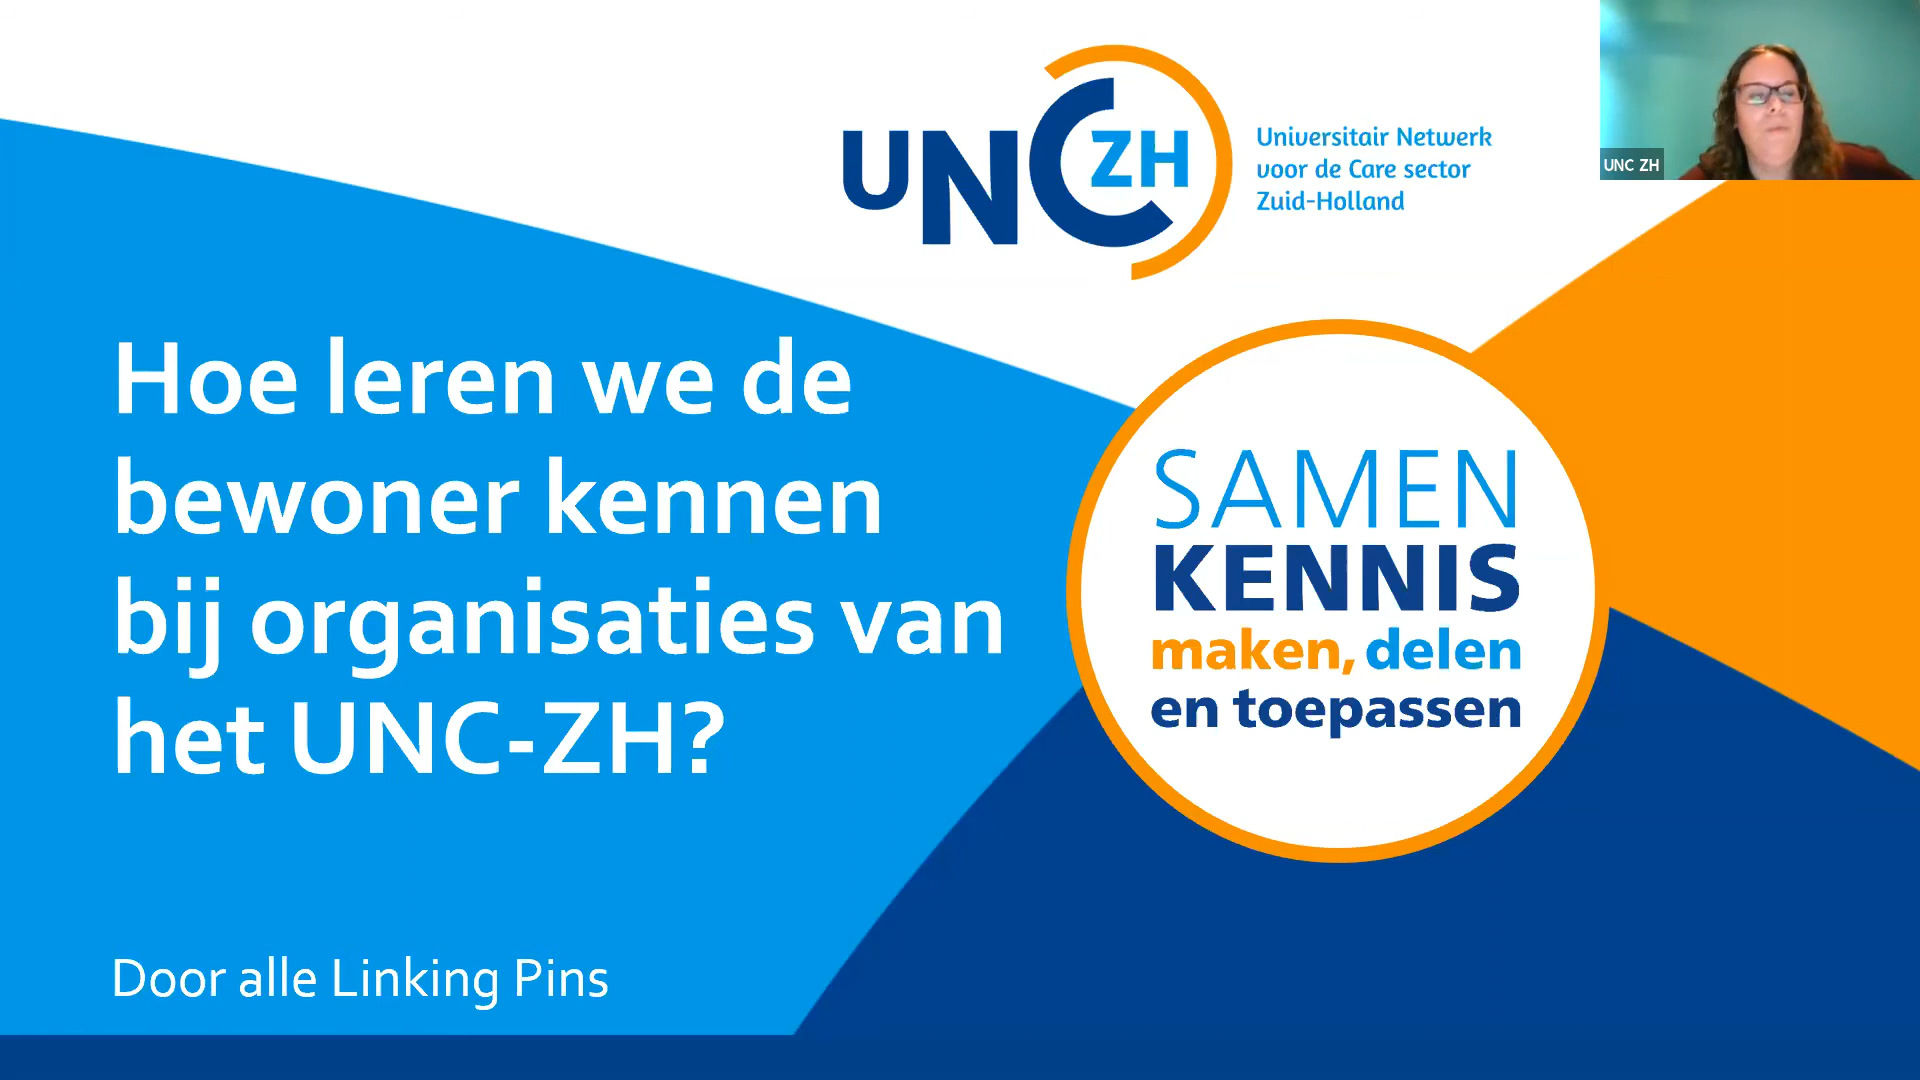 UNC ZH
Universitair Netwerk
voor de Care sector
Zuid-Holland
UNC ZH
Hoe leren we de
bewoner kennen
bij organisaties van
het UNC-ZH?
SAMEN
KENNIS
maken, delen
en toepassen
Door alle Linking Pins